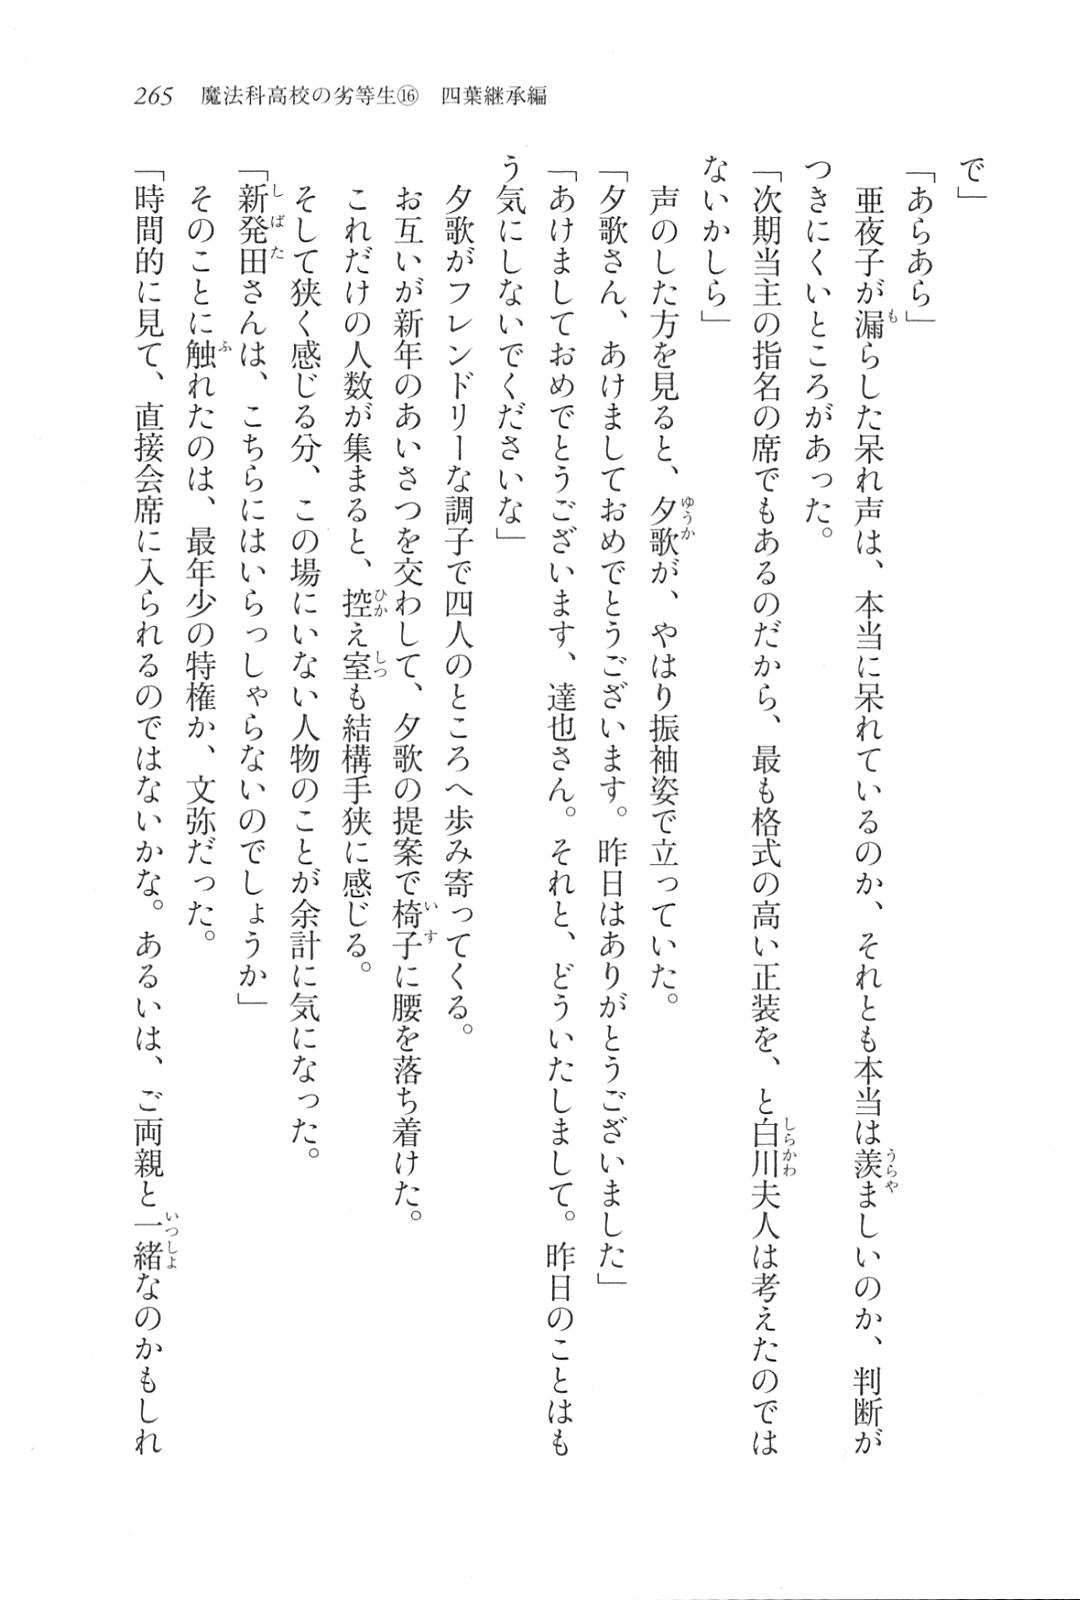 265 魔法科高校の劣等生⑯ 四葉継承編
で」
「あらあら」
亜夜子が漏らした呆れ声は、本当に呆れているのか、それとも本当は羨ましいのか、判断が
つきにくいところがあった。
「次期当主の指名の席でもあるのだから、最も格式の高い正装を、と白川夫人は考えたのでは
ないかしら」
声のした方を見ると、夕歌が、やはり振袖姿で立っていた。
「夕歌さん、あけましておめでとうございます。昨日はありがとうございました」
「あけましておめでとうございます、達也さん。それと、どういたしまして。昨日のことはも
う気にしないでくださいな」
夕歌がフレンドリーな調子で四人のところへ歩み寄ってくる。
お互いが新年のあいさつを交わして、夕歌の提案で椅子に腰を落ち着けた。
これだけの人数が集まると、控え室も結構手狭に感じる。
そして狭く感じる分、この場にいない人物のことが余計に気になった。
「新発田さんは、こちらにはいらっしゃらないのでしょうか」
そのことに触れたのは、最年少の特権か、文弥だった。
「時間的に見て、直接会席に入られるのではないかな。あるいは、ご両親と一緒なのかもしれ